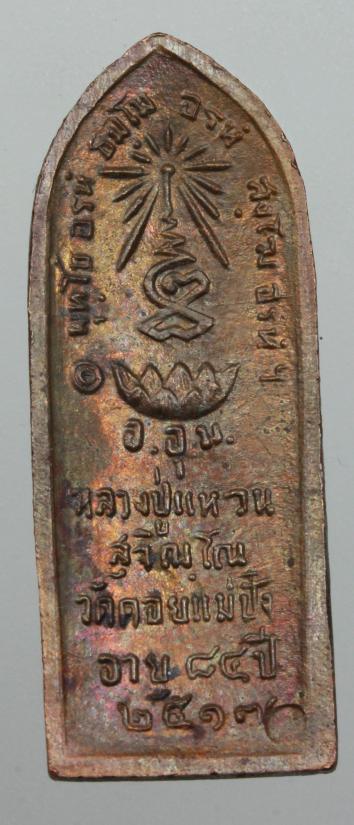 พุทโธ อรหํ ธมฺโม อรหํ สงฺโฆ อรหํ ฯ
อ.อุ.น.
หลวงปู่แหวน
สุจิณฺโณ
วัดดอยแม่ปั๋ง
อายุ ๘๔ ปี
๒๕๑๗